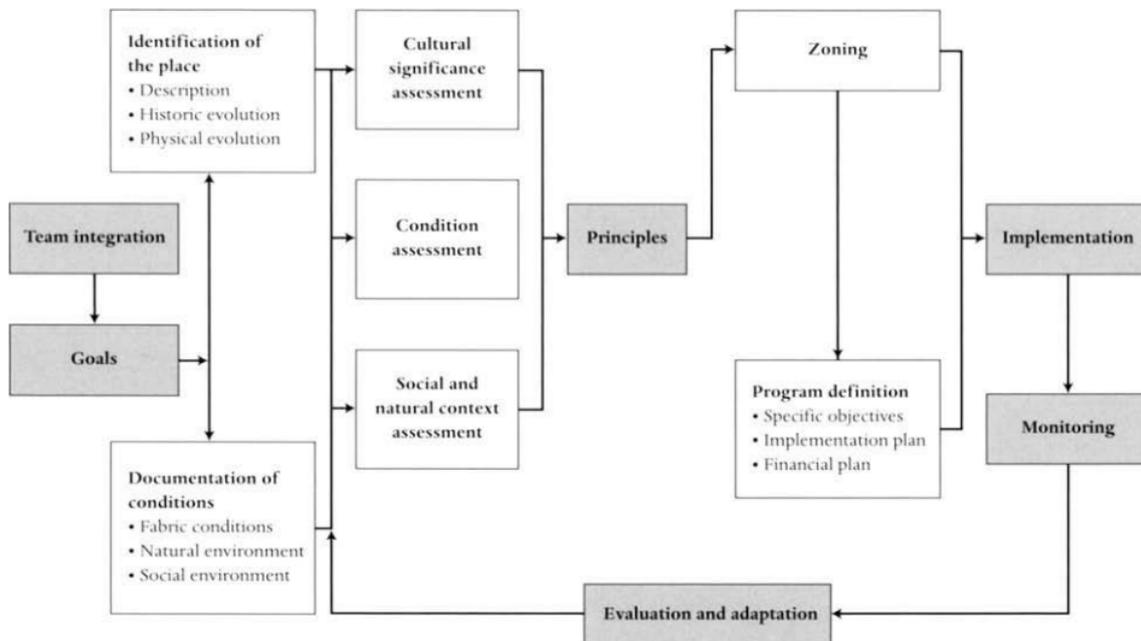 Identification of
the place
• Description
• Historic evolution
• Physical evolution
Cultural
significance
assessment
Zoning
Team integration
Condition
assessment
Principles
Implementation
Goals
Social and
natural context
assessment
Program definition
• Specific objectives
• Implementation plan
• Financial plan
Monitoring
Documentation of
conditions
• Fabric conditions
• Natural environment
• Social environment
Evaluation and adaptation